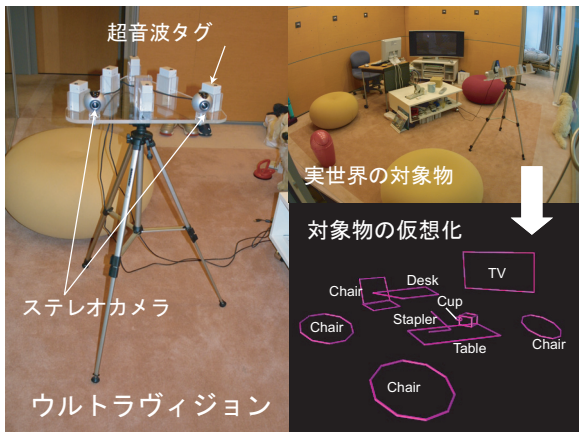 超音波タグ
ステレオカメラ
ウルトラヴィジョン
実世界の対象物
対象物の仮想化
TV
Desk
Chair
Cup
Stapler
Chair
Chair
Table
Chair